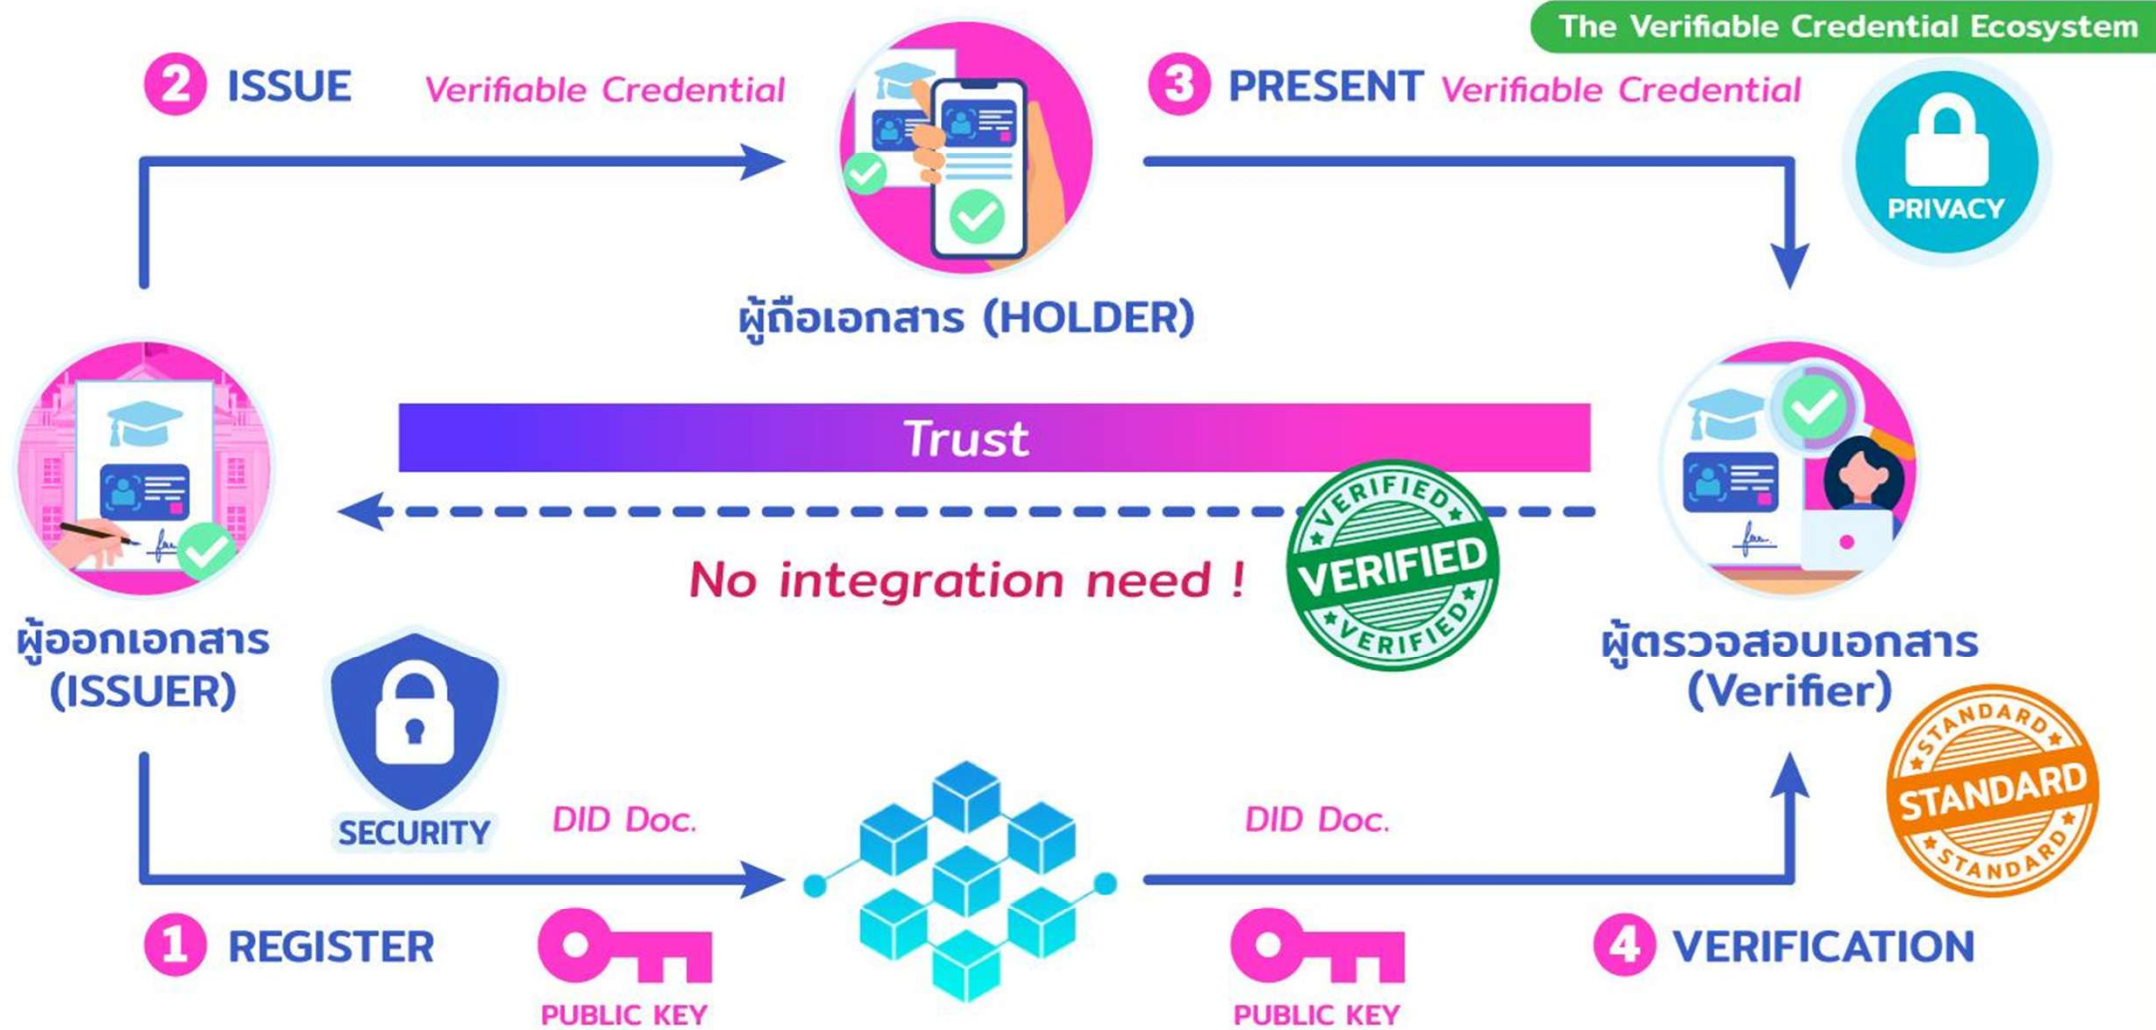 The Verifiable Credential Ecosystem
2 ISSUE Verifiable Credential
3 PRESENT Verifiable Credential
PRIVACY
ผู้ถือเอกสาร (HOLDER)
Trust
No integration need !
VERIFIED
VERIFIED
VERIFIED
ผู้ออกเอกสาร
(ISSUER)
ผู้ตรวจสอบเอกสาร
(Verifier)
SECURITY
STANDARD
STANDARD
STANDARD
DID Doc.
DID Doc.
1 REGISTER
PUBLIC KEY
PUBLIC KEY
4 VERIFICATION